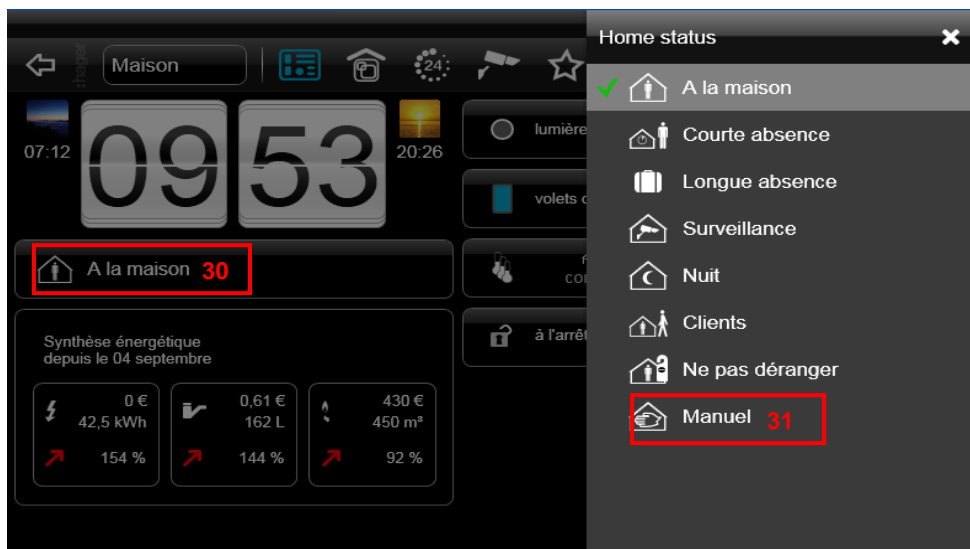 Home status
:hager
Maison
24
A la maison
Courte absence
Longue absence
Surveillance
Nuit
Clients
Ne pas déranger
Manuel 31
07:12
09 53
20:26
lumière
volets
A la maison 30
à l'arrêt
Synthèse énergétique
depuis le 04 septembre
0 €
42,5 kWh
154 %
0,61 €
162 L
144 %
430 €
450 m³
92 %